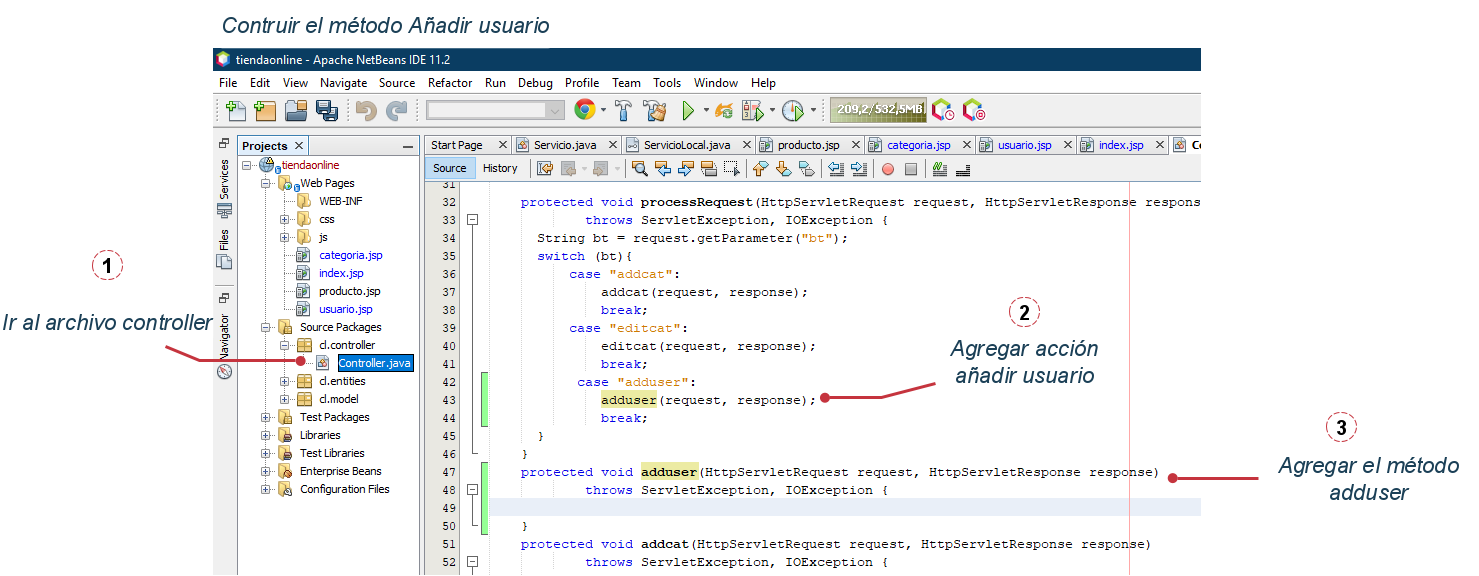 Contruir el método Añadir usuario
tiendaonline - Apache NetBeans IDE 11.2
File Edit View Navigate Source Refactor Run Debug Profile Team Tools Window Help
209,2/532,5MB
Projects
Start Page Servicio.java ServicioLocal.java producto.jsp categoria.jsp usuario.jsp index.jsp
Source History
Services
Files
Navigator
tiendaonline
Web Pages
WEB-INF
css
js
categoria.jsp
index.jsp
producto.jsp
usuario.jsp
Source Packages
cl.controller
Controller.java
cl.entities
cl.model
Test Packages
Libraries
Test Libraries
Enterprise Beans
Configuration Files
31
32 protected void processRequest(HttpServletRequest request, HttpServletResponse respons
33 throws ServletException, IOException {
34 String bt = request.getParameter("bt");
35 switch (bt){
36 case "addcat":
37 addcat(request, response);
38 break;
39 case "editcat":
40 editcat(request, response);
41 break;
42 case "adduser":
43 adduser(request, response);
44 break;
45 }
46 }
47 protected void adduser(HttpServletRequest request, HttpServletResponse response)
48 throws ServletException, IOException {
49
50 }
51 protected void addcat(HttpServletRequest request, HttpServletResponse response)
52 throws ServletException, IOException {
1
Ir al archivo controller
2
Agregar acción
añadir usuario
3
Agregar el método
adduser